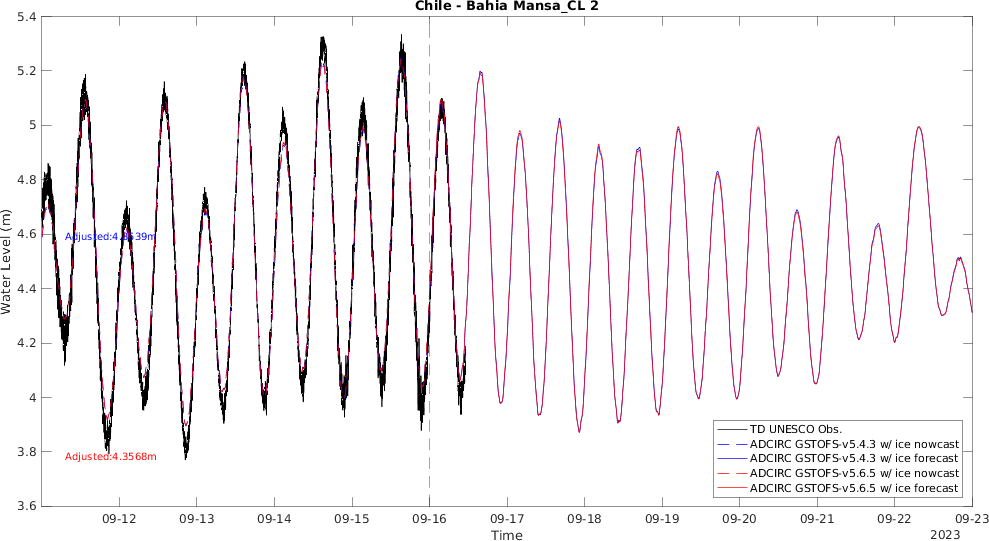 Chile - Bahia Mansa_CL 2
5.4
5.2
5
4.8
4.6
4.4
4.2
4
3.8
3.6
Water Level (m)
Adjusted:4.3568m
09-12
09-13
09-14
09-15
09-16
09-17
09-18
09-19
09-20
09-21
09-22
09-23
Time
2023
TD UNESCO Obs.
ADCIRC GSTOFS-v5.4.3 w/ ice nowcast
ADCIRC GSTOFS-v5.4.3 w/ ice forecast
ADCIRC GSTOFS-v5.6.5 w/ ice nowcast
ADCIRC GSTOFS-v5.6.5 w/ ice forecast